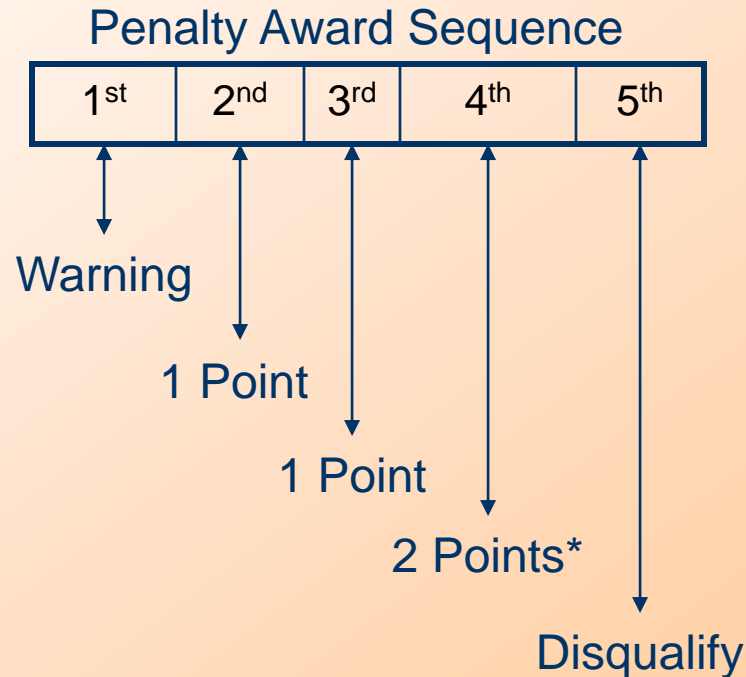 Penalty Award Sequence
1st 2nd 3rd 4th 5th
Warning
1 Point
1 Point
2 Points*
Disqualify